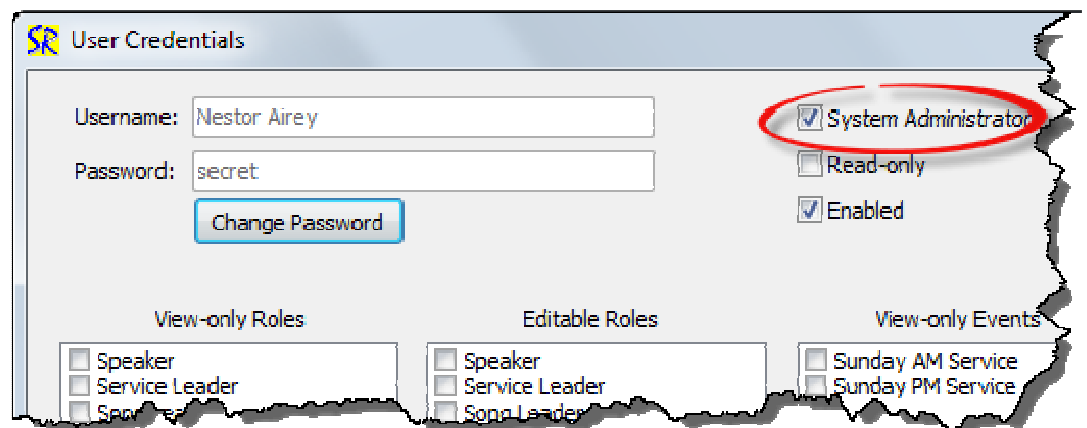 SR User Credentials
Username: Nestor Airey
System Administrator
Password: secret
Read-only
Change Password
Enabled
View-only Roles
Editable Roles
View-only Events
Speaker
Speaker
Sunday AM Service
Service Leader
Service Leader
Sunday PM Service
Song Leader